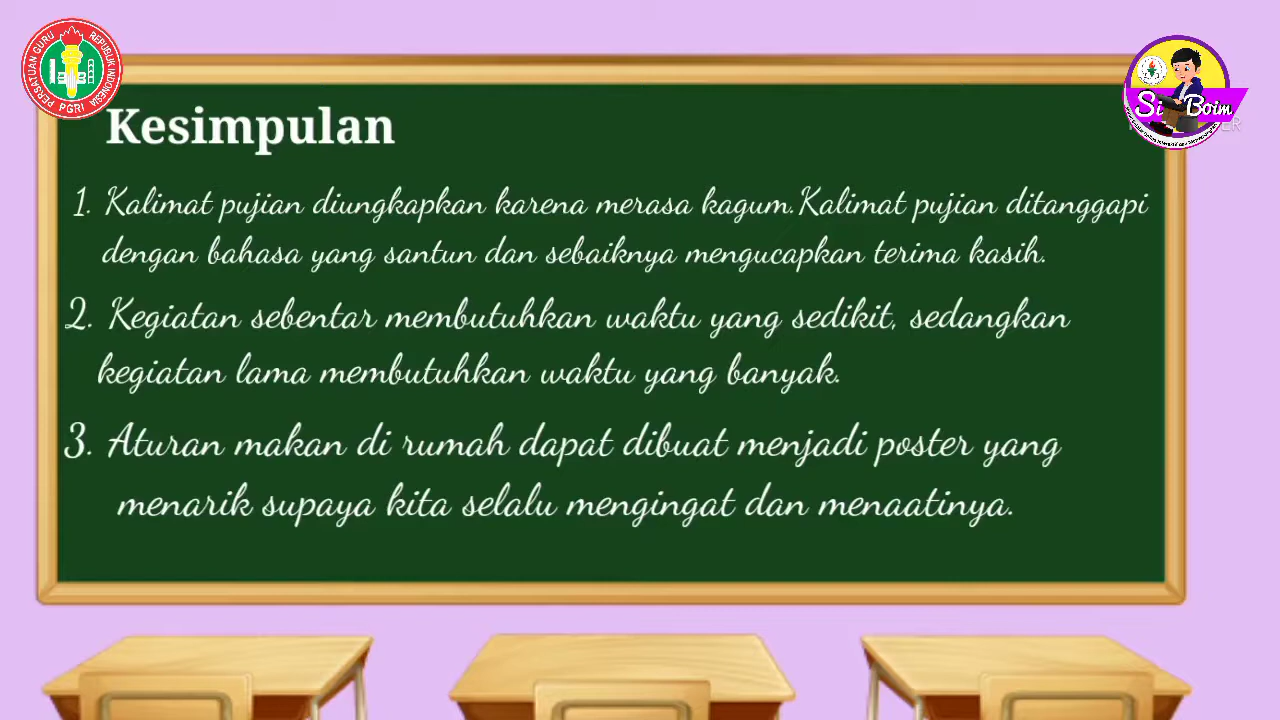 PERSATUAN GURU REPUBLIK INDONESIA
PGRI
Si Boim
Kesimpulan
1. Kalimat pujian diungkapkan karena merasa kagum.Kalimat pujian ditanggapi
dengan bahasa yang santun dan sebaiknya mengucapkan terima kasih.
2. Kegiatan sebentar membutuhkan waktu yang sedikit, sedangkan
kegiatan lama membutuhkan waktu yang banyak.
3. Aturan makan di rumah dapat dibuat menjadi poster yang
menarik supaya kita selalu mengingat dan menaatinya.